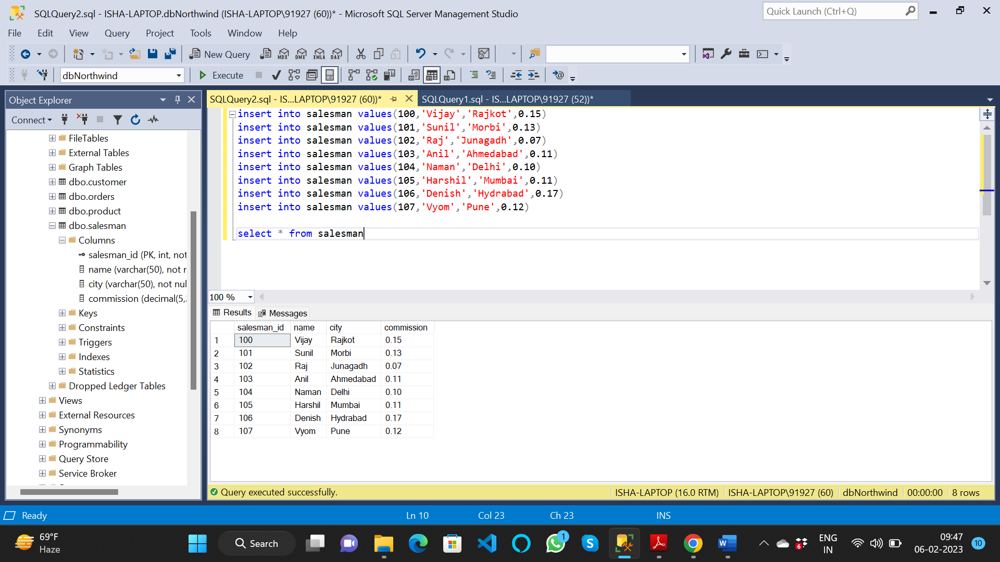 SQLQuery2.sql - ISHA-LAPTOP.dbNorthwind (ISHA-LAPTOP\91927 (60))* - Microsoft SQL Server Management Studio
Quick Launch (Ctrl+Q)
File Edit View Query Project Tools Window Help
New Query MDX DMX XMLA DAX
dbNorthwind Execute
Object Explorer
Connect
FileTables
External Tables
Graph Tables
dbo.customer
dbo.orders
dbo.product
dbo.salesman
Columns
salesman_id (PK, int, not
name (varchar(50), not r
city (varchar(50), not nul
commission (decimal(5,
Keys
Constraints
Triggers
Indexes
Statistics
Dropped Ledger Tables
Views
External Resources
Synonyms
Programmability
Query Store
Service Broker
SQLQuery2.sql - IS...LAPTOP\91927 (60))* SQLQuery1.sql - IS...LAPTOP\91927 (52))*
insert into salesman values(100,'Vijay','Rajkot',0.15)
insert into salesman values(101,'Sunil','Morbi',0.13)
insert into salesman values(102,'Raj','Junagadh',0.07)
insert into salesman values(103,'Anil','Ahmedabad',0.11)
insert into salesman values(104,'Naman','Delhi',0.10)
insert into salesman values(105,'Harshil','Mumbai',0.11)
insert into salesman values(106,'Denish','Hydrabad',0.17)
insert into salesman values(107,'Vyom','Pune',0.12)
select * from salesman
100 %
Results Messages
salesman_id name city commission
1 100 Vijay Rajkot 0.15
2 101 Sunil Morbi 0.13
3 102 Raj Junagadh 0.07
4 103 Anil Ahmedabad 0.11
5 104 Naman Delhi 0.10
6 105 Harshil Mumbai 0.11
7 106 Denish Hydrabad 0.17
8 107 Vyom Pune 0.12
Query executed successfully. ISHA-LAPTOP (16.0 RTM) ISHA-LAPTOP\91927 (60) dbNorthwind 00:00:00 8 rows
Ready Ln 10 Col 23 Ch 23 INS
69°F
Haze
Search
1
6
ENG
IN
09:47
06-02-2023
10